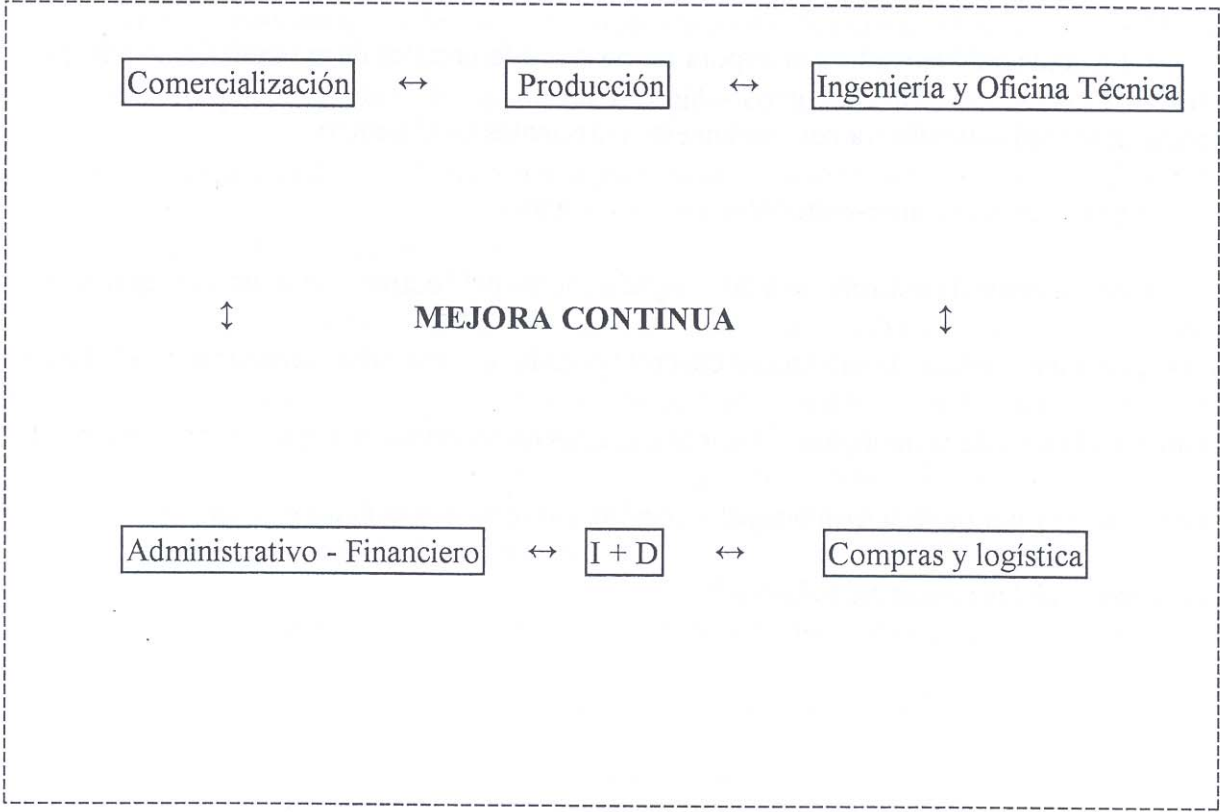 Comercialización ↔ Producción ↔ Ingeniería y Oficina Técnica
↕ MEJORA CONTINUA ↕
Administrativo - Financiero ↔ I + D ↔ Compras y logística